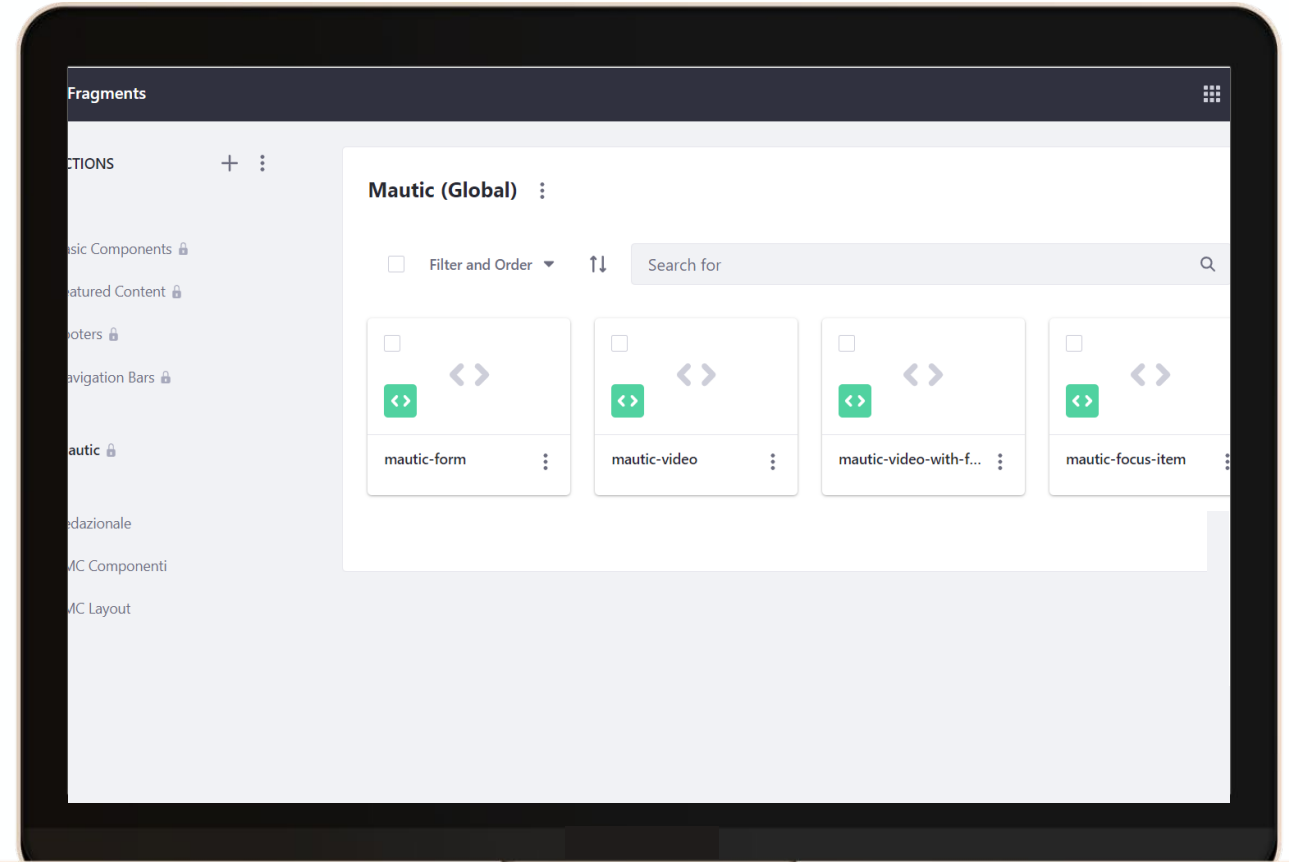 Fragments
CTIONS
Mautic (Global)
asic Components
eatured Content
ooters
avigation Bars
autic
edazionale
MC Componenti
MC Layout
Filter and Order
Search for
mautic-form
mautic-video
mautic-video-with-f...
mautic-focus-item